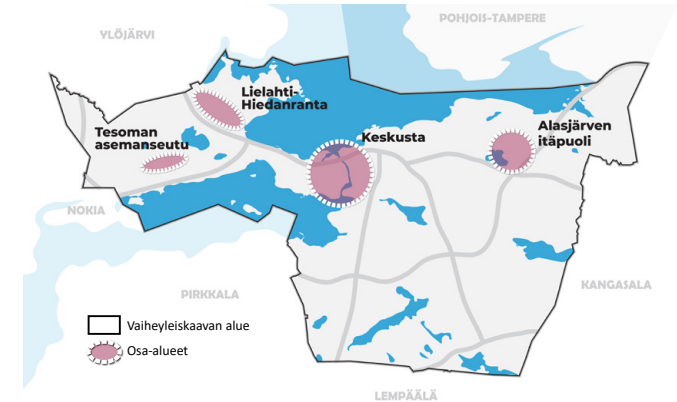 POHJOIS-TAMPERE
YLÖJÄRVI
Lielahti-
Hiedanranta
Tesoman
asemanseutu
Keskusta
Alasjärven
itäpuoli
NOKIA
PIRKKALA
KANGASALA
Vaiheyleiskaavan alue
Osa-alueet
LEMPÄÄLÄ